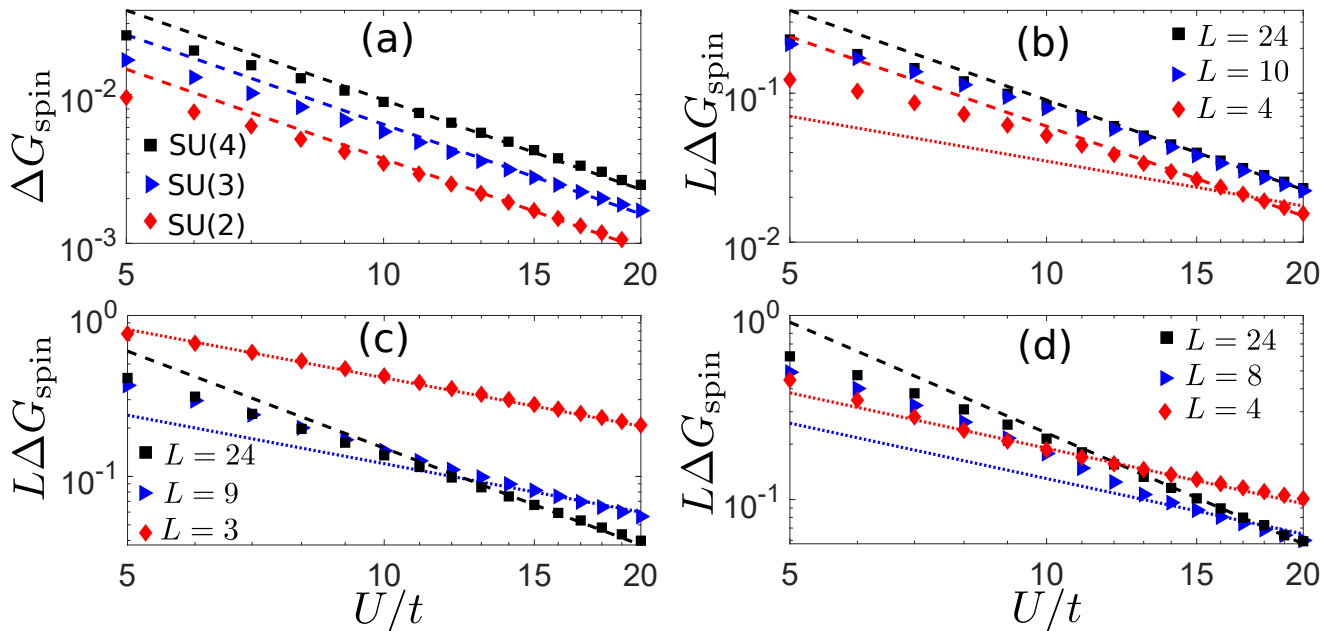 (a)
ΔG_spin
10^-2
10^-3
SU(4)
SU(3)
SU(2)
5 10 15 20
(b)
LΔG_spin
10^-1
10^-2
L = 24
L = 10
L = 4
5 10 15 20
(c)
LΔG_spin
10^0
10^-1
L = 24
L = 9
L = 3
5 10 15 20
U/t
(d)
LΔG_spin
10^0
10^-1
L = 24
L = 8
L = 4
5 10 15 20
U/t